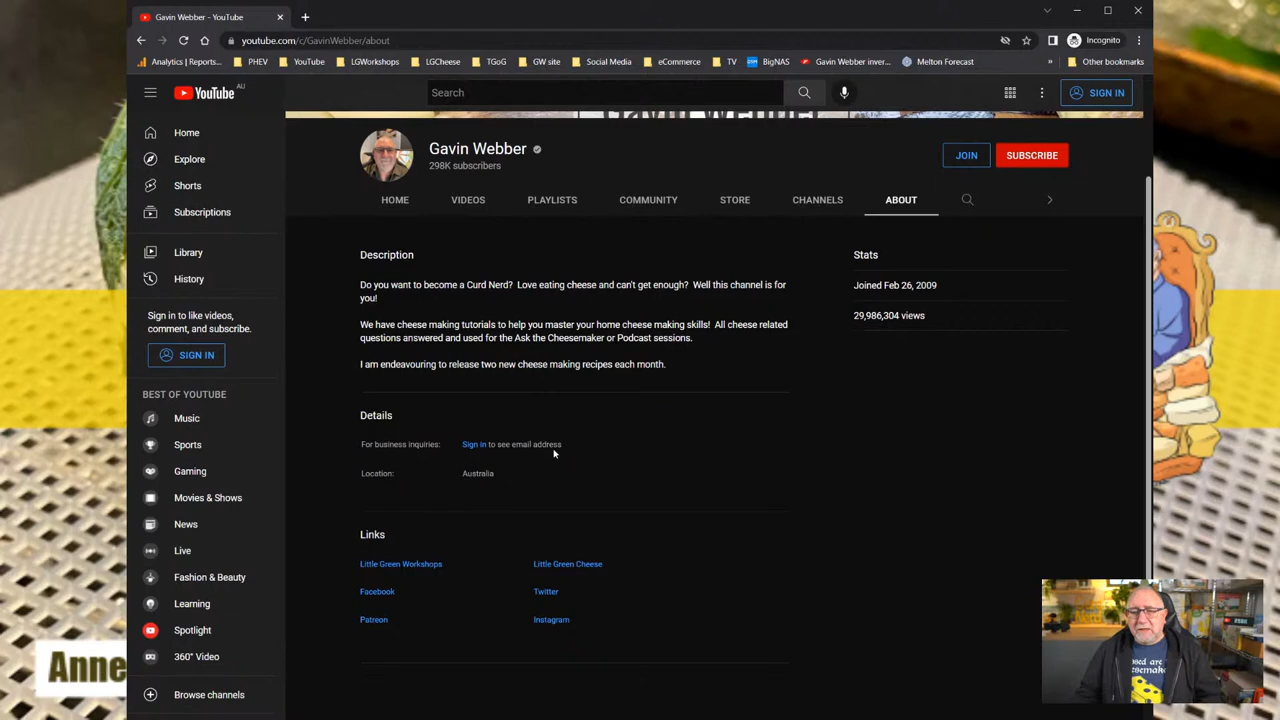 Gavin Webber - YouTube
youtube.com/c/GavinWebber/about
Incognito
Analytics | Reports...
PHEV
YouTube
LGWorkshops
LGCheese
TGoG
GW site
Social Media
eCommerce
TV
BigNAS
Gavin Webber inver...
Melton Forecast
»
Other bookmarks
YouTube AU
Search
SIGN IN
Home
Explore
Shorts
Subscriptions
Library
History
Sign in to like videos,
comment, and subscribe.
SIGN IN
BEST OF YOUTUBE
Music
Sports
Gaming
Movies & Shows
News
Live
Fashion & Beauty
Learning
Spotlight
360° Video
Browse channels
Gavin Webber
298K subscribers
JOIN
SUBSCRIBE
HOME
VIDEOS
PLAYLISTS
COMMUNITY
STORE
CHANNELS
ABOUT
Description
Do you want to become a Curd Nerd? Love eating cheese and can't get enough? Well this channel is for
you!
We have cheese making tutorials to help you master your home cheese making skills! All cheese related
questions answered and used for the Ask the Cheesemaker or Podcast sessions.
I am endeavouring to release two new cheese making recipes each month.
Stats
Joined Feb 26, 2009
29,986,304 views
Details
For business inquiries:
Sign in to see email address
Location:
Australia
Links
Little Green Workshops
Little Green Cheese
Facebook
Twitter
Patreon
Instagram
Anne